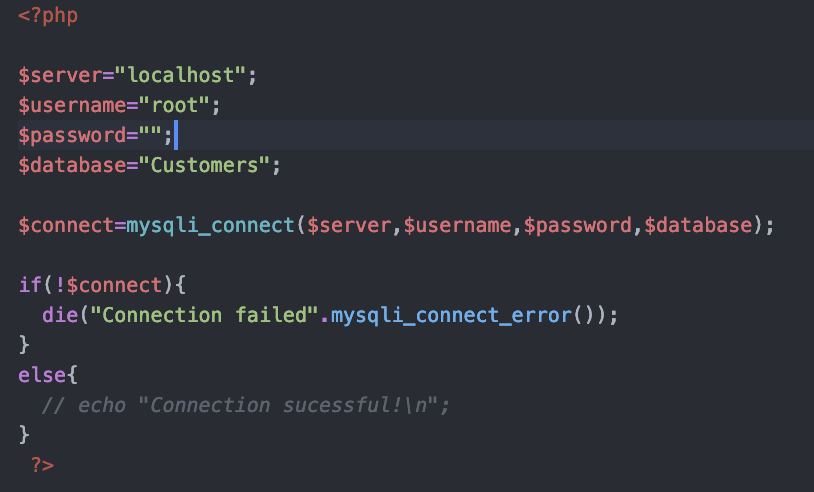 <?php
$server="localhost";
$username="root";
$password="";
$database="Customers";
$connect=mysqli_connect($server,$username,$password,$database);
if(!$connect){
die("Connection failed".mysqli_connect_error());
}
else{
// echo "Connection sucessful!\n";
}
?>